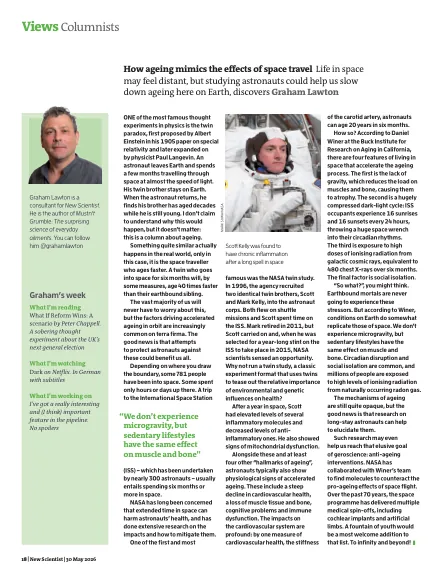 Views Columnists
How ageing mimics the effects of space travel Life in space
may feel distant, but studying astronauts could help us slow
down ageing here on Earth, discovers Graham Lawton
Graham Lawton is a
consultant for New Scientist.
He is the author of Mustn't
Grumble: The surprising
science of everyday
ailments. You can follow
him @grahamlawton
Graham's week
What I'm reading
What If Reform Wins: A
scenario by Peter Chappell.
A sobering thought
experiment about the UK's
next general election
What I'm watching
Dark on Netflix. In German
with subtitles
What I'm working on
I've got a really interesting
and (I think) important
feature in the pipeline.
No spoilers
ONE of the most famous thought
experiments in physics is the twin
paradox, first proposed by Albert
Einstein in his 1905 paper on special
relativity and later expanded on
by physicist Paul Langevin. An
astronaut leaves Earth and spends
a few months travelling through
space at almost the speed of light.
His twin brother stays on Earth.
When the astronaut returns, he
finds his brother has aged decades
while he is still young. I don't claim
to understand why this would
happen, but it doesn't matter:
this is a column about ageing.
Something quite similar actually
happens in the real world, only in
this case, it is the space traveller
who ages faster. A twin who goes
into space for six months will, by
some measures, age 40 times faster
than their earthbound sibling.
The vast majority of us will
never have to worry about this,
but the factors driving accelerated
ageing in orbit are increasingly
common on terra firma. The
good news is that attempts
to protect astronauts against
these could benefit us all.
Depending on where you draw
the boundary, some 781 people
have been into space. Some spent
only hours or days up there. A trip
to the International Space Station
"We don't experience
microgravity, but
sedentary lifestyles
have the same effect
on muscle and bone"
(ISS) – which has been undertaken
by nearly 300 astronauts – usually
entails spending six months or
more in space.
NASA has long been concerned
that extended time in space can
harm astronauts' health, and has
done extensive research on the
impacts and how to mitigate them.
One of the first and most
Scott Kelly was found to
have chronic inflammation
after a long spell in space
famous was the NASA twin study.
In 1996, the agency recruited
two identical twin brothers, Scott
and Mark Kelly, into the astronaut
corps. Both flew on shuttle
missions and Scott spent time on
the ISS. Mark retired in 2011, but
Scott carried on and, when he was
selected for a year-long stint on the
ISS to take place in 2015, NASA
scientists sensed an opportunity.
Why not run a twin study, a classic
experiment format that uses twins
to tease out the relative importance
of environmental and genetic
influences on health?
After a year in space, Scott
had elevated levels of several
inflammatory molecules and
decreased levels of anti-
inflammatory ones. He also showed
signs of mitochondrial dysfunction.
Alongside these and at least
four other "hallmarks of ageing",
astronauts typically also show
physiological signs of accelerated
ageing. These include a steep
decline in cardiovascular health,
a loss of muscle tissue and bone,
cognitive problems and immune
dysfunction. The impacts on
the cardiovascular system are
profound: by one measure of
cardiovascular health, the stiffness
of the carotid artery, astronauts
can age 20 years in six months.
How so? According to Daniel
Winer at the Buck Institute for
Research on Aging in California,
there are four features of living in
space that accelerate the ageing
process. The first is the lack of
gravity, which reduces the load on
muscles and bone, causing them
to atrophy. The second is a hugely
compressed dark-light cycle: ISS
occupants experience 16 sunrises
and 16 sunsets every 24 hours,
throwing a huge space wrench
into their circadian rhythms.
The third is exposure to high
doses of ionising radiation from
galactic cosmic rays, equivalent to
480 chest X-rays over six months.
The final factor is social isolation.
"So what?", you might think.
Earthbound mortals are never
going to experience these
stressors. But according to Winer,
conditions on Earth do somewhat
replicate those of space. We don't
experience microgravity, but
sedentary lifestyles have the
same effect on muscle and
bone. Circadian disruption and
social isolation are common, and
millions of people are exposed
to high levels of ionising radiation
from naturally occurring radon gas.
The mechanisms of ageing
are still quite opaque, but the
good news is that research on
long-stay astronauts can help
to elucidate them.
Such research may even
help us reach that elusive goal
of geroscience: anti-ageing
interventions. NASA has
collaborated with Winer's team
to find molecules to counteract the
pro-ageing effects of space flight.
Over the past 70 years, the space
programme has delivered multiple
medical spin-offs, including
cochlear implants and artificial
limbs. A fountain of youth would
be a most welcome addition to
that list. To infinity and beyond!
18 | New Scientist | 30 May 2026